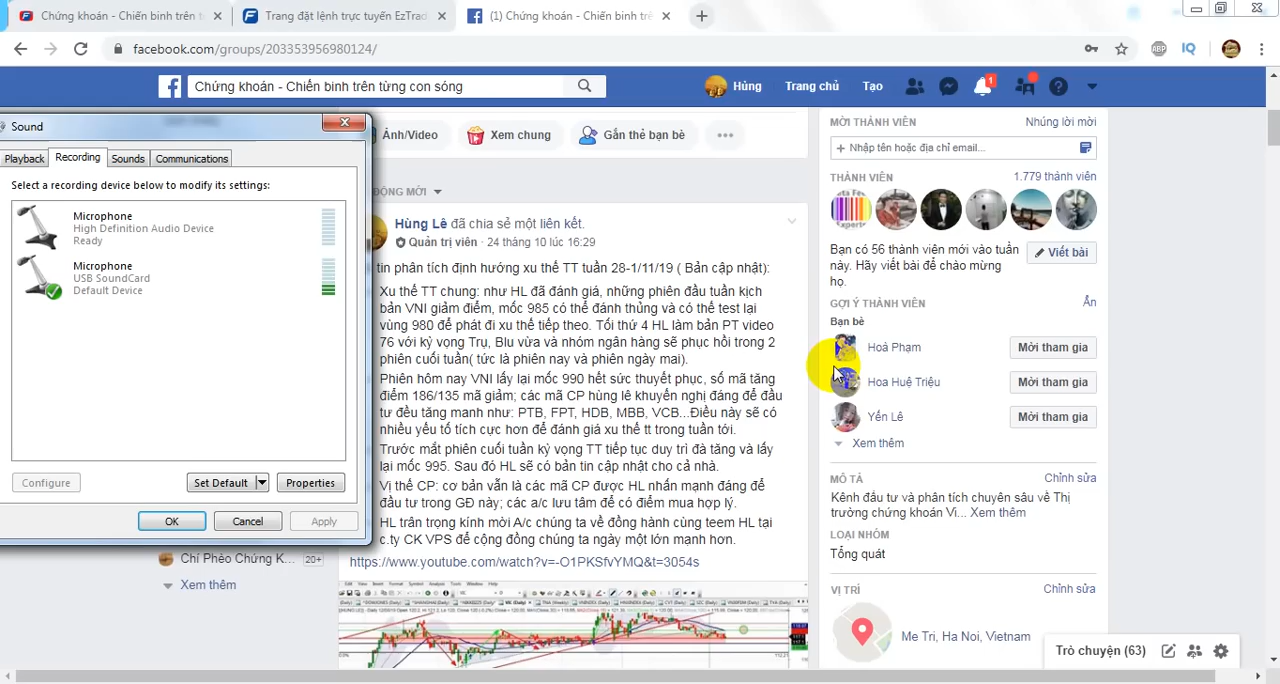 Chứng khoán - Chiến binh trên t
Trang đặt lệnh trực tuyến EzTrad
(1) Chứng khoán - Chiến binh trê
facebook.com/groups/203353956980124/
ABP
IQ
Chứng khoán - Chiến binh trên từng con sóng
Hùng
Trang chủ
Tạo
1
Sound
Playback
Recording
Sounds
Communications
Select a recording device below to modify its settings:
Microphone
High Definition Audio Device
Ready
Microphone
USB SoundCard
Default Device
Configure
Set Default
Properties
OK
Cancel
Apply
Chí Phèo Chứng K...
20+
Xem thêm
Ảnh/Video
Xem chung
Gắn thẻ bạn bè
ĐỘNG MỚI
Hùng Lê đã chia sẻ một liên kết.
Quản trị viên · 24 tháng 10 lúc 16:29
tin phân tích định hướng xu thế TT tuần 28-1/11/19 ( Bản cập nhật):
Xu thế TT chung: như HL đã đánh giá, những phiên đầu tuần kịch
bản VNI giảm điểm, mốc 985 có thể đánh thủng và có thể test lại
vùng 980 để phát đi xu thế tiếp theo. Tối thứ 4 HL làm bản PT video
76 với kỳ vọng Trụ, Blu vừa và nhòm ngân hàng sẽ phục hồi trong 2
phiên cuối tuần( tức là phiên nay và phiên ngày mai).
Phiên hôm nay VNI lấy lại mốc 990 hết sức thuyết phục, số mã tăng
điểm 186/135 mã giảm; các mã CP hùng lê khuyến nghị đáng để đầu
tư đều tăng mạnh như: PTB, FPT, HDB, MBB, VCB...Điều này sẽ có
nhiều yếu tố tích cực hơn để đánh giá xu thế tt trong tuần tới.
Trước mắt phiên cuối tuần kỳ vọng TT tiếp tục duy trì đà tăng và lấy
lại mốc 995. Sau đó HL sẽ có bản tin cập nhật cho cả nhà.
Vị thế CP: cơ bản vẫn là các mã CP được HL nhấn mạnh đáng để
đầu tư trong GĐ này; các a/c lưu tâm để có điểm mua hợp lý.
HL trân trọng kính mời A/c chúng ta về đồng hành cùng teem HL tại
c.ty CK VPS để cộng đồng chúng ta ngày một lớn mạnh hơn.
https://www.youtube.com/watch?v=-O1PKSfvYMQ&t=3054s
MỜI THÀNH VIÊN
Nhúng lời mời
+ Nhập tên hoặc địa chỉ email...
THÀNH VIÊN
1.779 thành viên
Bạn có 56 thành viên mới vào tuần
này. Hãy viết bài để chào mừng
họ.
Viết bài
GỢI Ý THÀNH VIÊN
Ẩn
Bạn bè
Hoả Phạm
Mời tham gia
Hoa Huệ Triệu
Mời tham gia
Yến Lê
Mời tham gia
Xem thêm
MÔ TẢ
Chỉnh sửa
Kênh đầu tư và phân tích chuyên sâu về Thị
trường chứng khoán Vi... Xem thêm
LOẠI NHÓM
Tổng quát
VỊ TRÍ
Chỉnh sửa
Me Tri, Ha Noi, Vietnam
Trò chuyện (63)